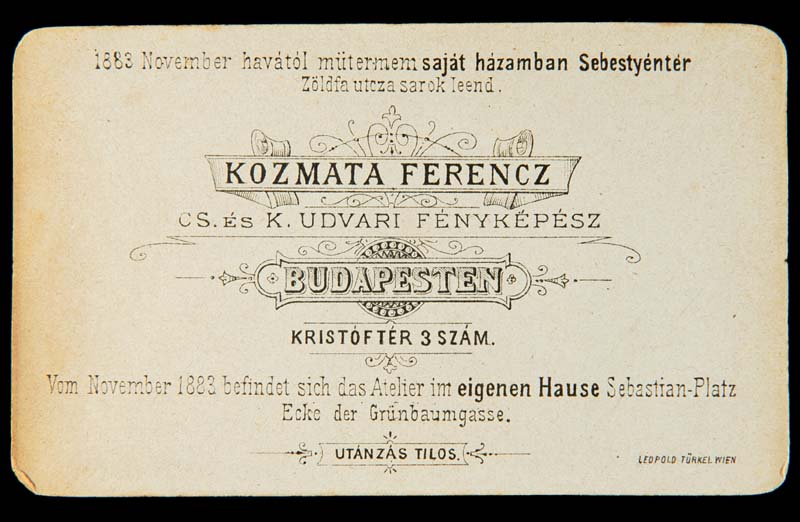 1883 November havától mütermem saját házamban Sebestyéntér
Zöldfa utcza sarok leend.
KOZMATA FERENCZ
CS. ÉS K. UDVARI FÉNYKÉPÉSZ
BUDAPESTEN
KRISTÓFTÉR 3 SZÁM.
Vom November 1883 befindet sich das Atelier im eigenen Hause Sebastian-Platz
Ecke der Grünbaumgasse.
UTÁNZÁS TILOS.
LEOPOLD TÜRKEL WIEN